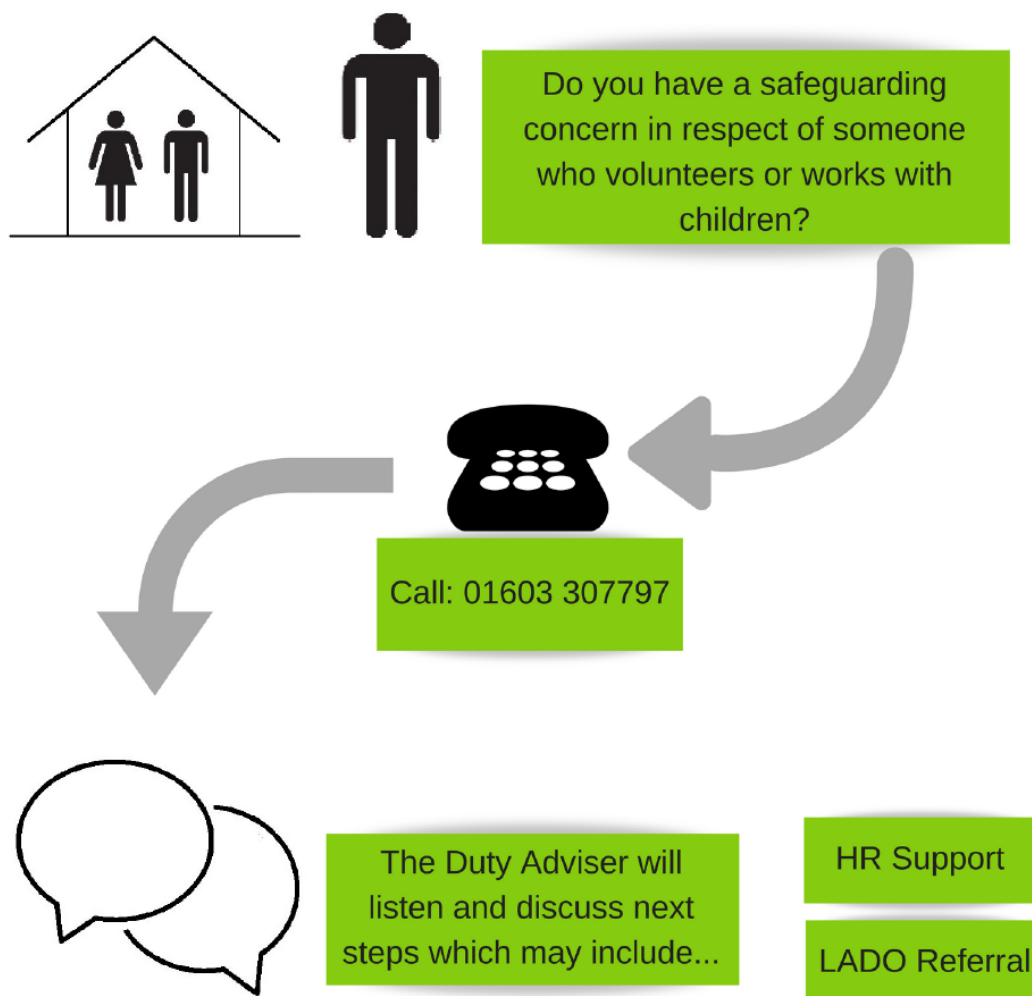 Do you have a safeguarding
concern in respect of someone
who volunteers or works with
children?
Call: 01603 307797
The Duty Adviser will
listen and discuss next
steps which may include...
HR Support
LADO Referral